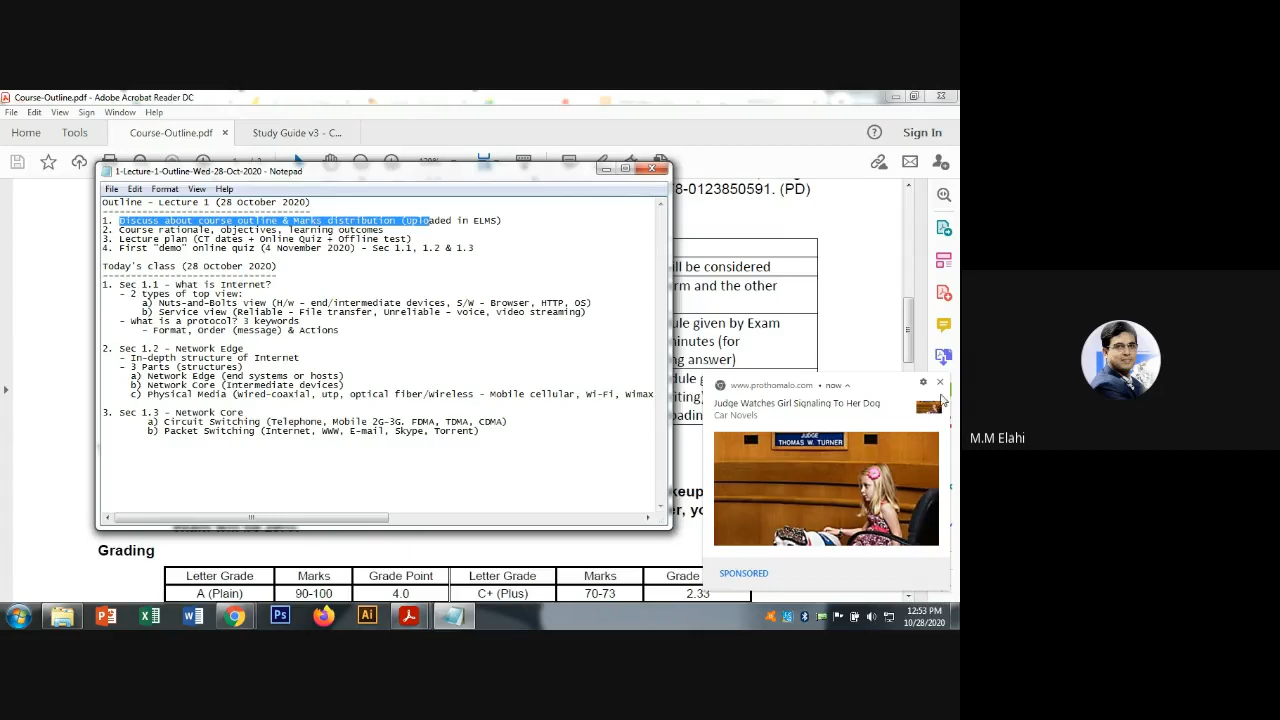 Course-Outline.pdf - Adobe Acrobat Reader DC
File Edit View Sign Window Help
Home Tools Course-Outline.pdf × Study Guide v3 - C... Sign In
1-Lecture-1-Outline-Wed-28-Oct-2020 - Notepad
File Edit Format View Help
Outline - Lecture 1 (28 October 2020)
------------------------------------
1. Discuss about course outline & Marks distribution (Uploaded in ELMS)
2. Course rationale, objectives, learning outcomes
3. Lecture plan (CT dates + Online Quiz + Offline test)
4. First "demo" online quiz (4 November 2020) - Sec 1.1, 1.2 & 1.3
Today's class (28 October 2020)
-----------------------------------
1. Sec 1.1 - What is Internet?
- 2 types of top view:
a) Nuts-and-Bolts view (H/w - end/intermediate devices, S/W - Browser, HTTP, OS)
b) Service view (Reliable - File transfer, Unreliable - voice, video streaming)
- What is a protocol? 3 keywords
- Format, Order (message) & Actions
2. Sec 1.2 - Network Edge
- In-depth structure of Internet
- 3 Parts (structures)
a) Network Edge (end systems or hosts)
b) Network Core (Intermediate devices)
c) Physical Media (wired-coaxial, utp, optical fiber/wireless - Mobile cellular, Wi-Fi, Wimax
3. Sec 1.3 - Network Core
a) Circuit Switching (Telephone, Mobile 2G-3G. FDMA, TDMA, CDMA)
b) Packet Switching (Internet, WWW, E-mail, Skype, Torrent)
78-0123850591. (PD)
ll be considered
rm and the other
ule given by Exam
minutes (for
ng answer)
www.prothomalo.com • now
Judge Watches Girl Signaling To Her Dog
Car Novels
JUDGE
THOMAS W. TURNER
SPONSORED
Grading
Letter Grade Marks Grade Point Letter Grade Marks Grade
A (Plain) 90-100 4.0 C+ (Plus) 70-73 2.33
12:53 PM
10/28/2020
M.M Elahi